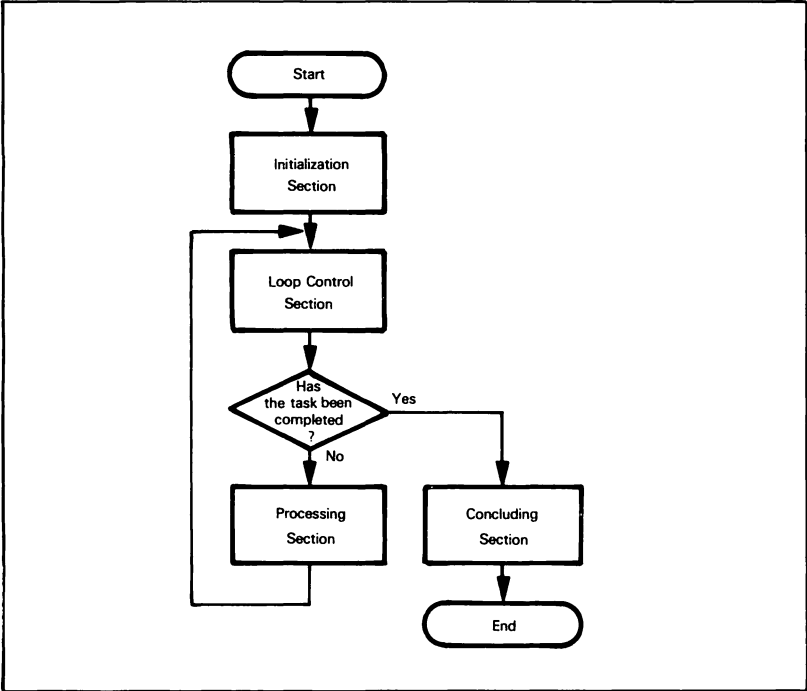 Start
Initialization
Section
Loop Control
Section
Has
the task been
completed
?
Yes
No
Processing
Section
Concluding
Section
End